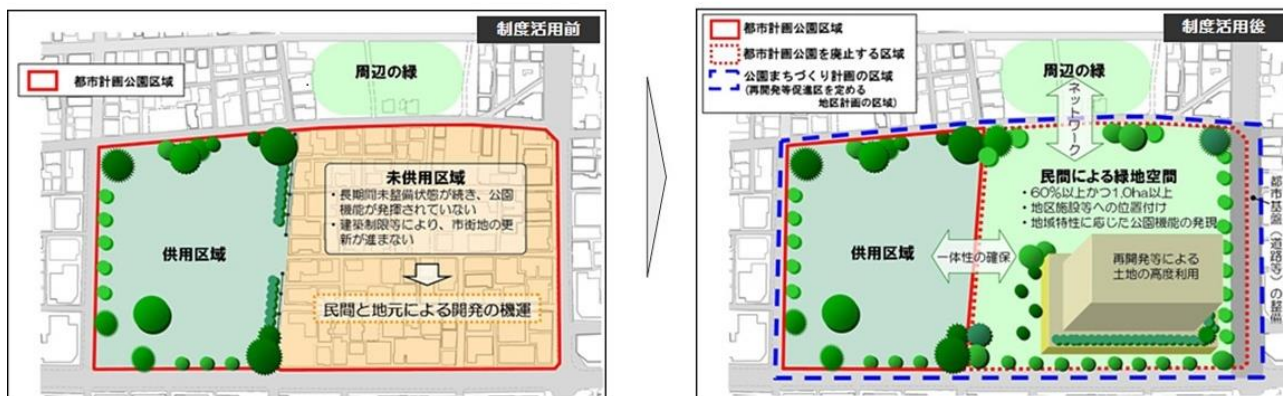 制度活用前
都市計画公園区域
周辺の緑
未供用区域
・長期間未整備状態が続き、公園
機能が発揮されていない
・建築制限等により、市街地の更
新が進まない
供用区域
民間と地元による開発の機運
制度活用後
都市計画公園区域
都市計画公園を廃止する区域
公園まちづくり計画の区域
(再開発等促進区を定める
地区計画の区域)
周辺の緑
ネットワーク
民間による緑地空間
・60%以上かつ1.0ha以上
・地区施設等への位置付け
・地域特性に応じた公園機能の発現
供用区域
一体性の確保
再開発等による
土地の高度利用
都市基盤(道路等)の整備